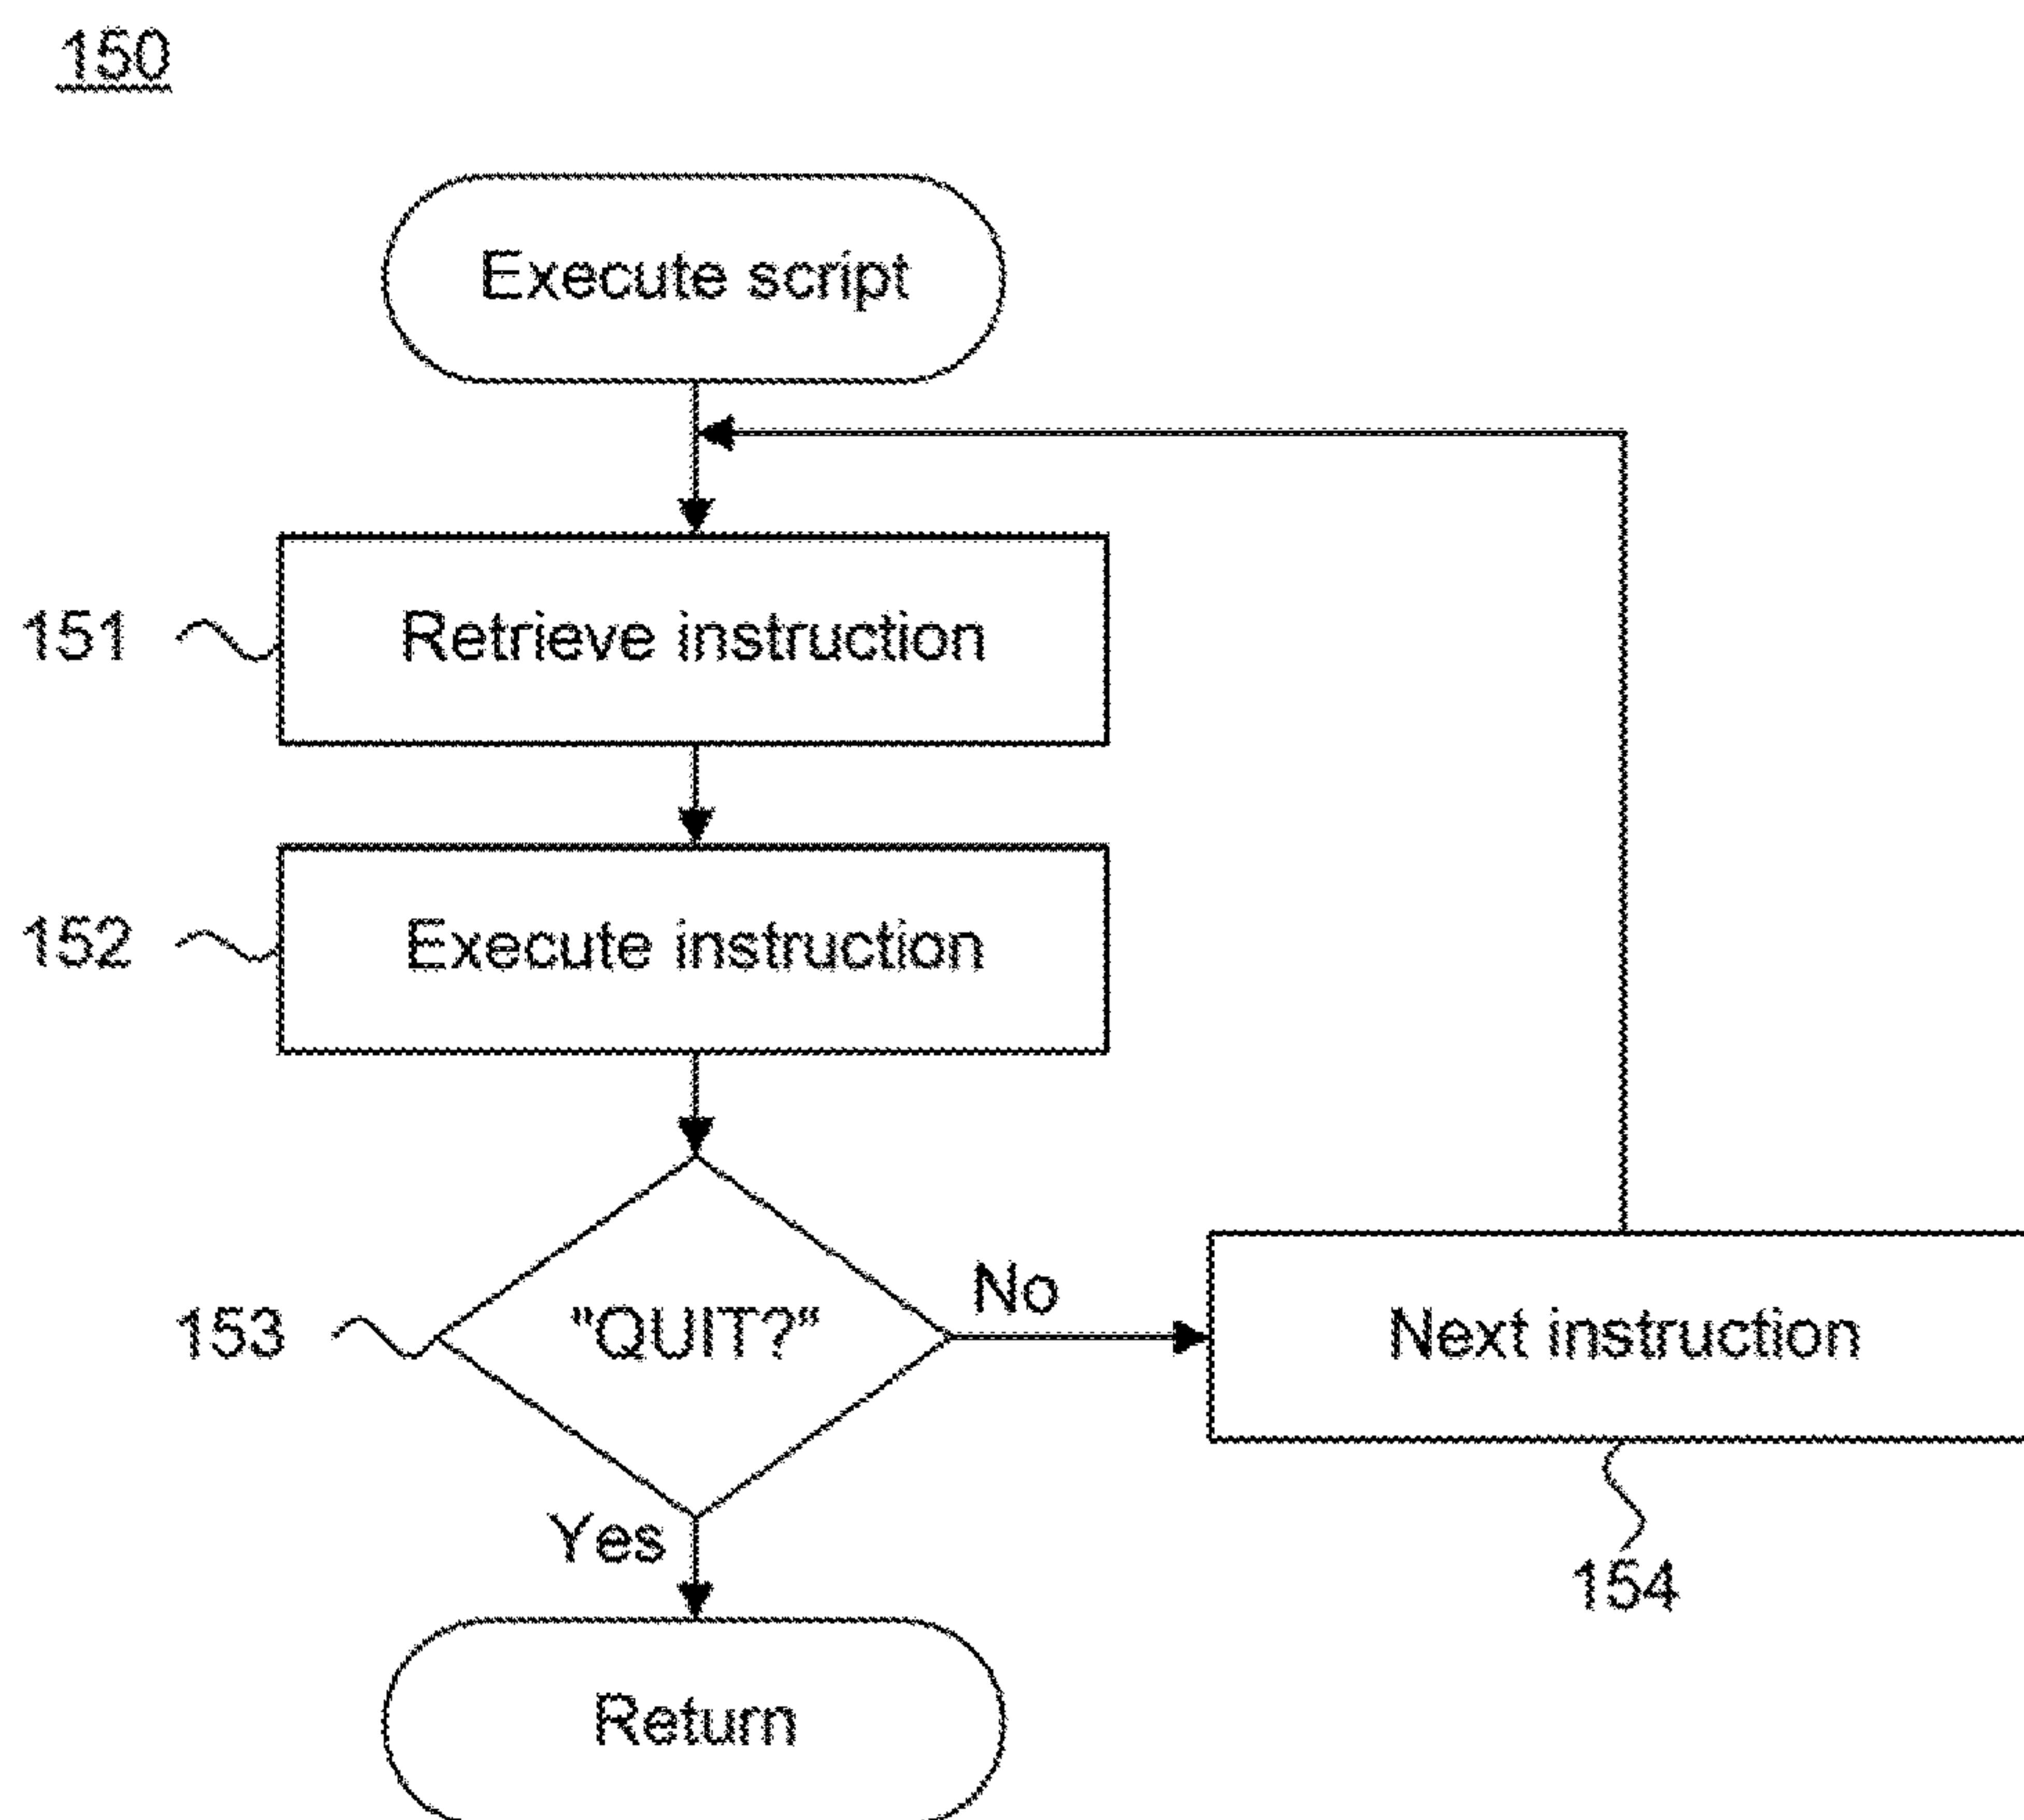 150
Execute script
151
Retrieve instruction
152
Execute instruction
153
"QUIT?"
No
Next instruction
Yes
154
Return